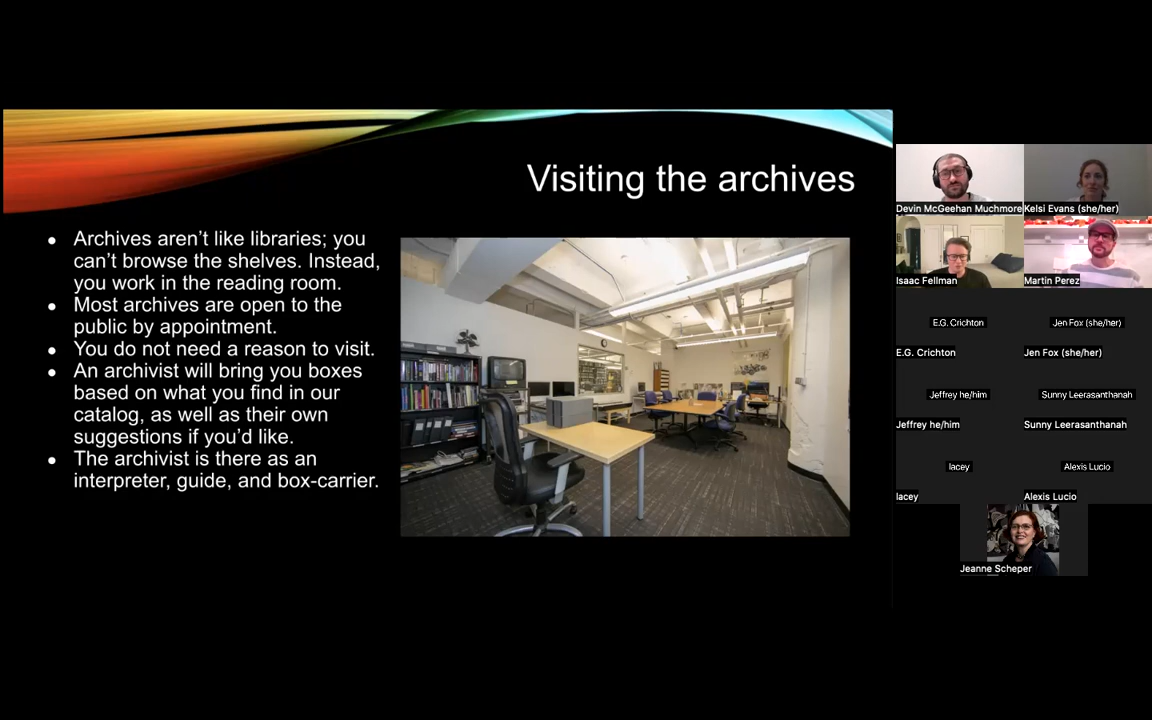 Visiting the archives
● Archives aren't like libraries; you
can't browse the shelves. Instead,
you work in the reading room.
● Most archives are open to the
public by appointment.
● You do not need a reason to visit.
● An archivist will bring you boxes
based on what you find in our
catalog, as well as their own
suggestions if you'd like.
● The archivist is there as an
interpreter, guide, and box-carrier.
Devin McGeehan Muchmore
Kelsi Evans (she/her)
Isaac Fellman
Martin Perez
E.G. Crichton
Jen Fox (she/her)
E.G. Crichton
Jen Fox (she/her)
Jeffrey he/him
Sunny Leerasanthanah
Jeffrey he/him
Sunny Leerasanthanah
lacey
Alexis Lucio
lacey
Alexis Lucio
Jeanne Scheper